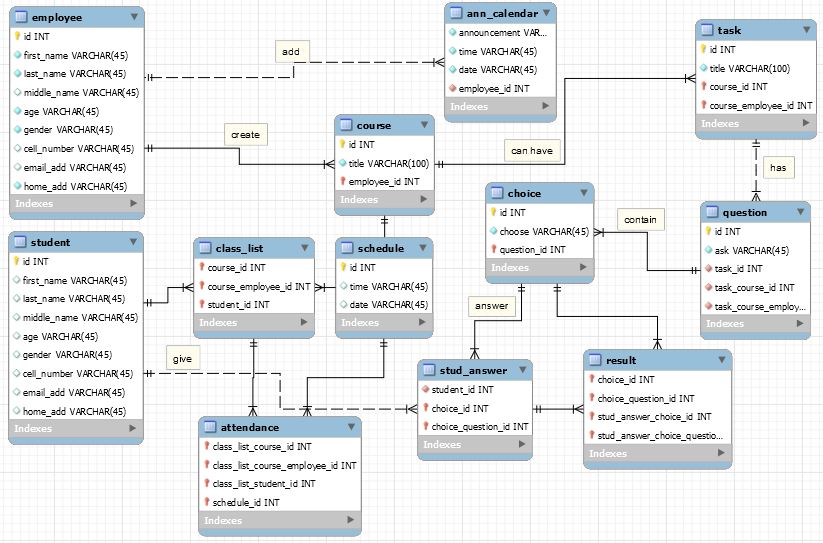 employee
id INT
first_name VARCHAR(45)
last_name VARCHAR(45)
middle_name VARCHAR(45)
age VARCHAR(45)
gender VARCHAR(45)
cell_number VARCHAR(45)
email_add VARCHAR(45)
home_add VARCHAR(45)
Indexes
add
ann_calendar
announcement VAR...
time VARCHAR(45)
date VARCHAR(45)
employee_id INT
Indexes
task
id INT
title VARCHAR(100)
course_id INT
course_employee_id INT
Indexes
create
course
id INT
title VARCHAR(100)
employee_id INT
Indexes
can have
has
choice
id INT
choose VARCHAR(45)
question_id INT
Indexes
contain
question
id INT
ask VARCHAR(45)
task_id INT
task_course_id INT
task_course_employ...
Indexes
student
id INT
first_name VARCHAR(45)
last_name VARCHAR(45)
middle_name VARCHAR(45)
age VARCHAR(45)
gender VARCHAR(45)
cell_number VARCHAR(45)
email_add VARCHAR(45)
home_add VARCHAR(45)
Indexes
class_list
course_id INT
course_employee_id INT
student_id INT
Indexes
schedule
id INT
time VARCHAR(45)
date VARCHAR(45)
Indexes
answer
give
stud_answer
student_id INT
choice_id INT
choice_question_id INT
Indexes
result
choice_id INT
choice_question_id INT
stud_answer_choice_id INT
stud_answer_choice_questio...
Indexes
attendance
class_list_course_id INT
class_list_course_employee_id INT
class_list_student_id INT
schedule_id INT
Indexes